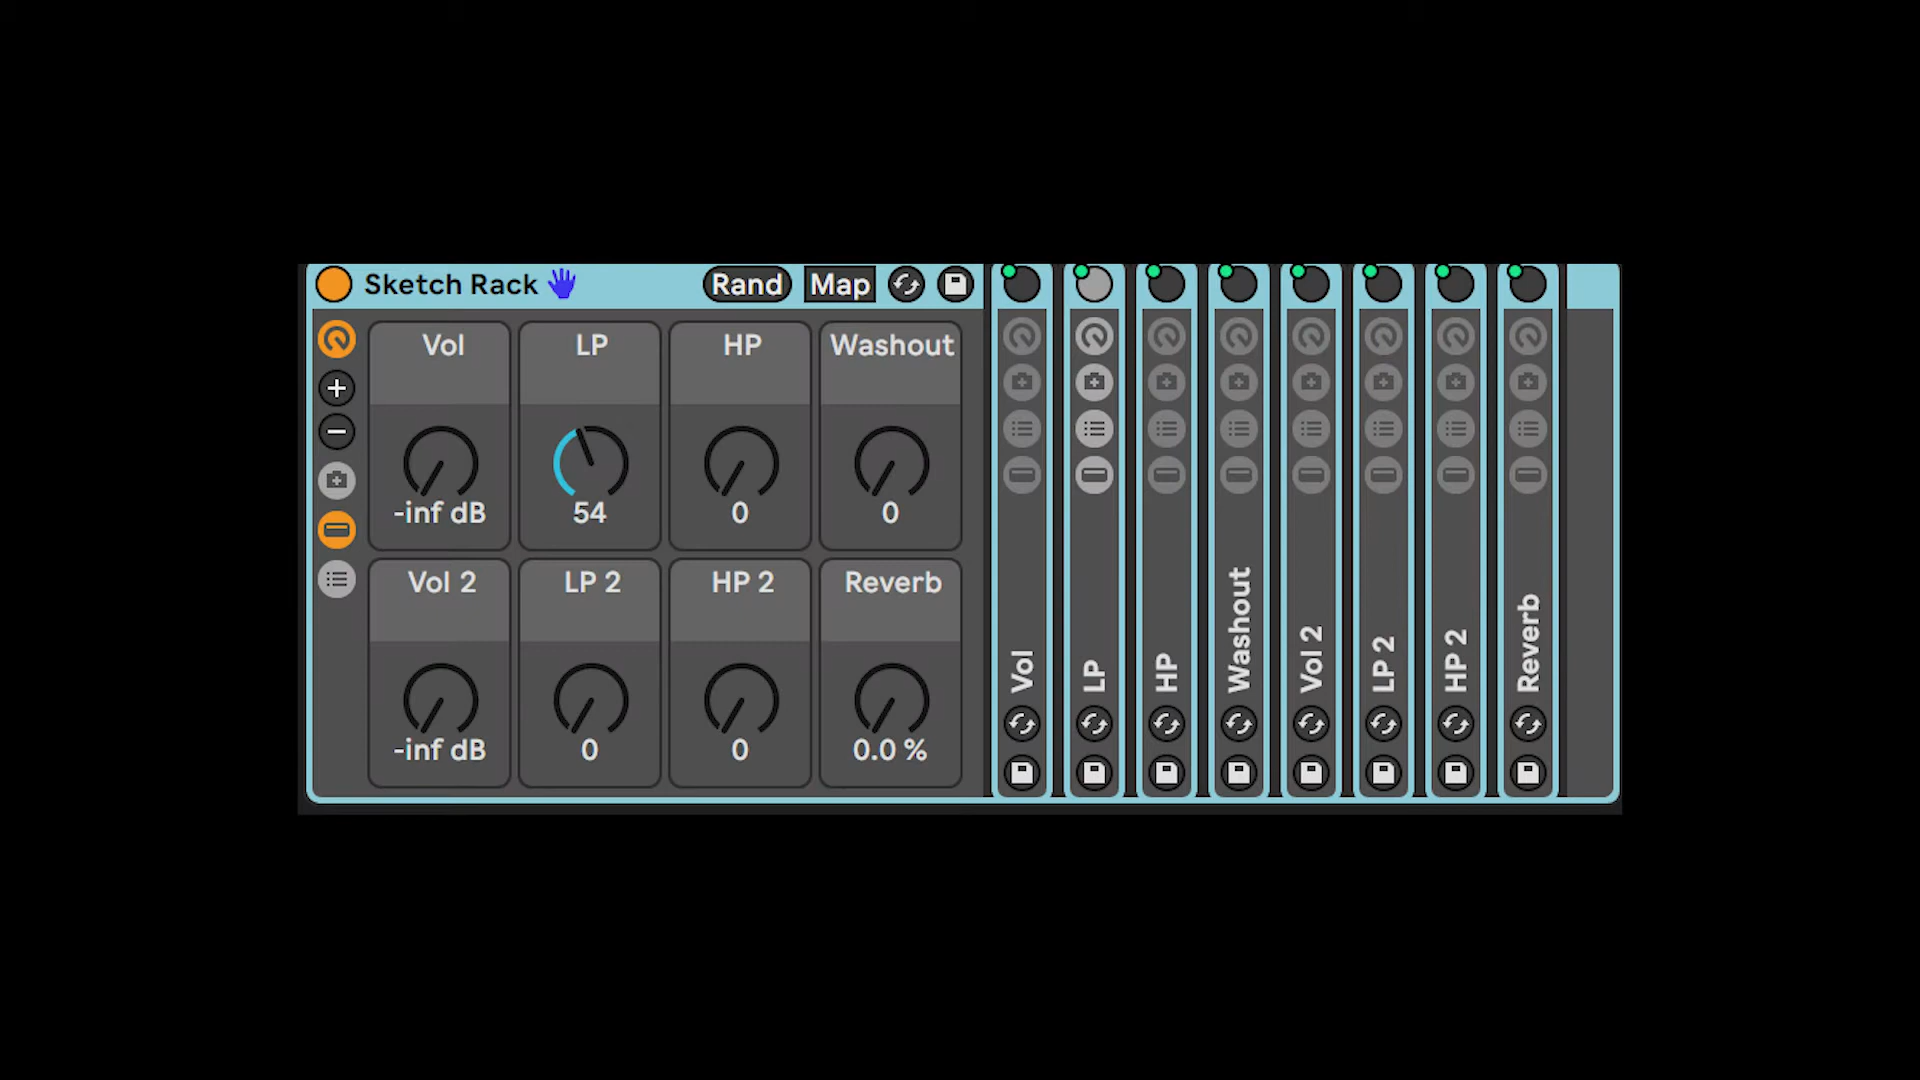 Sketch Rack Rand Map
Vol LP HP Washout
-inf dB 54 0 0
Vol 2 LP 2 HP 2 Reverb
-inf dB 0 0 0.0 %
Vol
LP
HP
Washout
Vol 2
LP 2
HP 2
Reverb